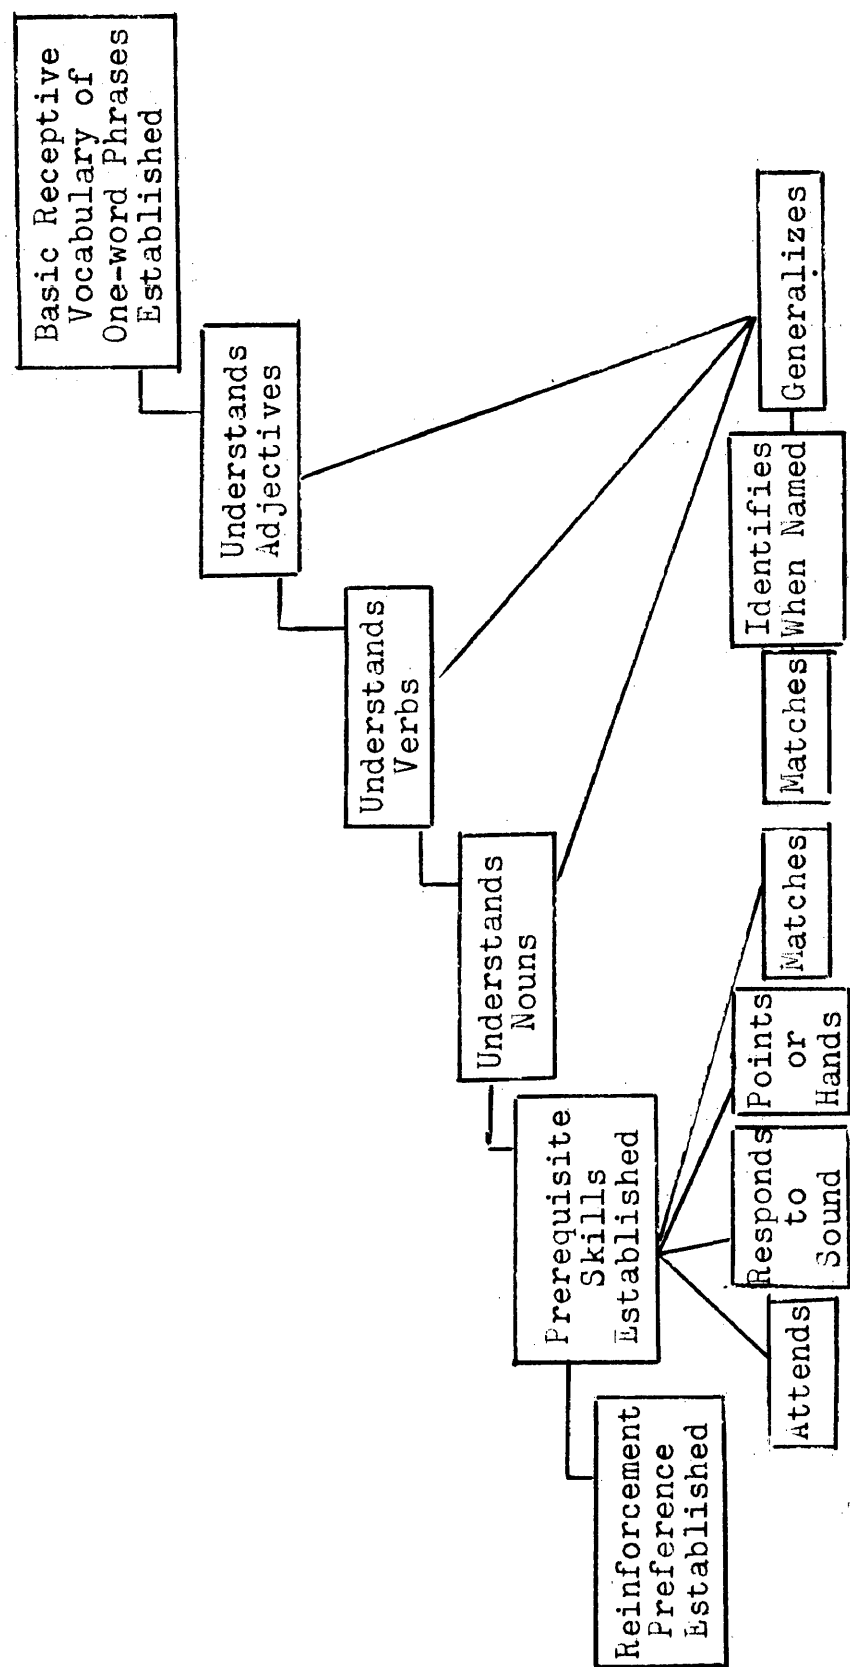 Basic Receptive
Vocabulary of
One-word Phrases
Established
Understands
Adjectives
Understands
Verbs
Understands
Nouns
Prerequisite
Skills
Established
Reinforcement
Preference
Established
Attends
Responds
to
Sound
Points
or
Hands
Matches
Matches
Identifies
When Named
Generalizes